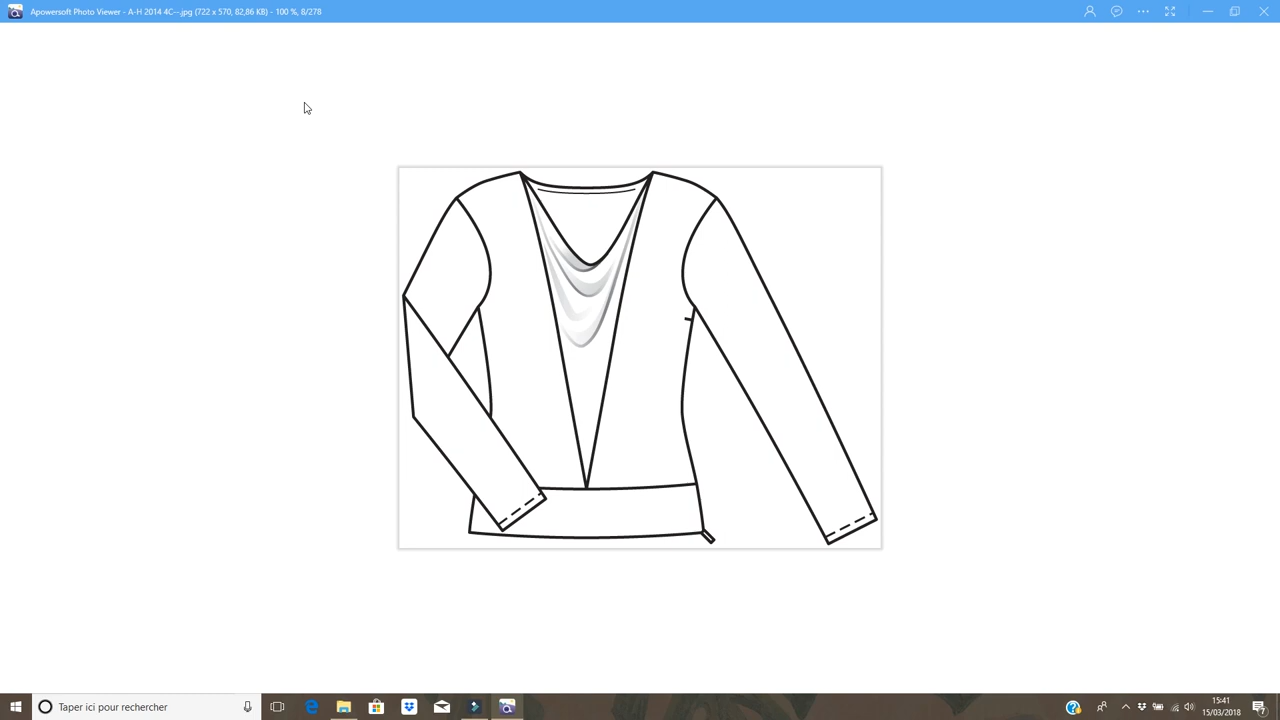 Apowersoft Photo Viewer - A-H 2014 4C--.jpg (722 x 570, 82,86 KB) - 100 %, 8/278
Taper ici pour rechercher
15:41
15/03/2018